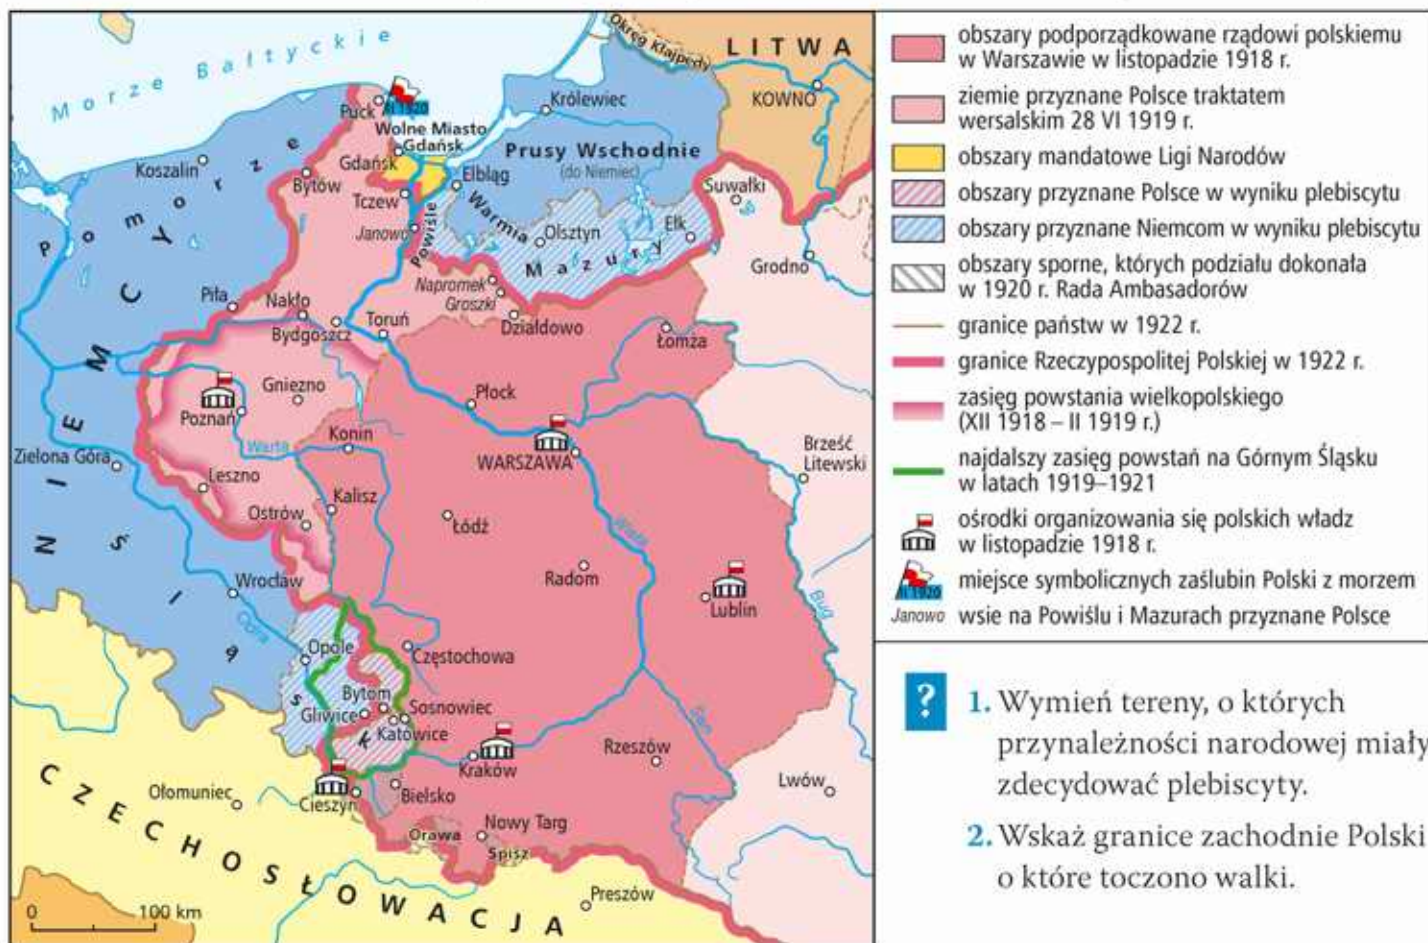 Morze Bałtyckie
Okręg Kłajpedy
LITWA
KOWNO
Puck
II 1920
Królewiec
Wolne Miasto
Gdańsk
Gdańsk
Prusy Wschodnie
(do Niemiec)
Koszalin
Bytów
Elbląg
Suwałki
Tczew
Pomorze
Warmia
Olsztyn
Ełk
Janowo
Powiśle
Mazury
Grodno
Napromek
Groszki
Piła
Nakło
Bydgoszcz
Toruń
Działdowo
Łomża
NIEMCY
Gniezno
Płock
Poznań
Konin
Warta
WARSZAWA
Brześć
Litewski
Zielona Góra
Leszno
Kalisz
Ostrów
Łódź
Wisła
Śląsk
Radom
Wrocław
Lublin
Bug
Odra
Opole
Częstochowa
Bytom
Gliwice
Sosnowiec
Katowice
San
Kraków
Rzeszów
Lwów
Ołomuniec
Cieszyn
Bielsko
Nowy Targ
Orawa
Spisz
CZECHOSŁOWACJA
Preszów
0 100 km
obszary podporządkowane rządowi polskiemu
w Warszawie w listopadzie 1918 r.
ziemie przyznane Polsce traktatem
wersalskim 28 VI 1919 r.
obszary mandatowe Ligi Narodów
obszary przyznane Polsce w wyniku plebiscytu
obszary przyznane Niemcom w wyniku plebiscytu
obszary sporne, których podziału dokonała
w 1920 r. Rada Ambasadorów
granice państw w 1922 r.
granice Rzeczypospolitej Polskiej w 1922 r.
zasięg powstania wielkopolskiego
(XII 1918 – II 1919 r.)
najdalszy zasięg powstań na Górnym Śląsku
w latach 1919–1921
ośrodki organizowania się polskich władz
w listopadzie 1918 r.
II 1920
miejsce symbolicznych zaślubin Polski z morzem
Janowo wsie na Powiślu i Mazurach przyznane Polsce
?
1. Wymień tereny, o których
przynależności narodowej miały
zdecydować plebiscyty.
2. Wskaż granice zachodnie Polski
o które toczono walki.